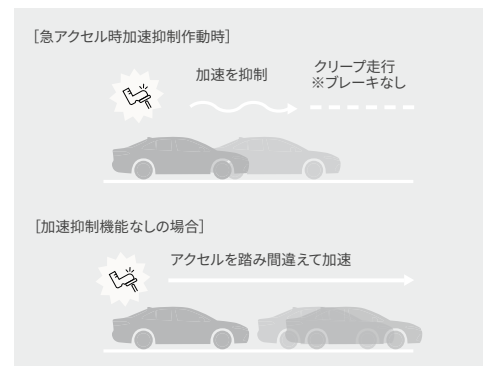 ［急アクセル時加速抑制作動時］
加速を抑制
クリープ走行
※ブレーキなし
［加速抑制機能なしの場合］
アクセルを踏み間違えて加速